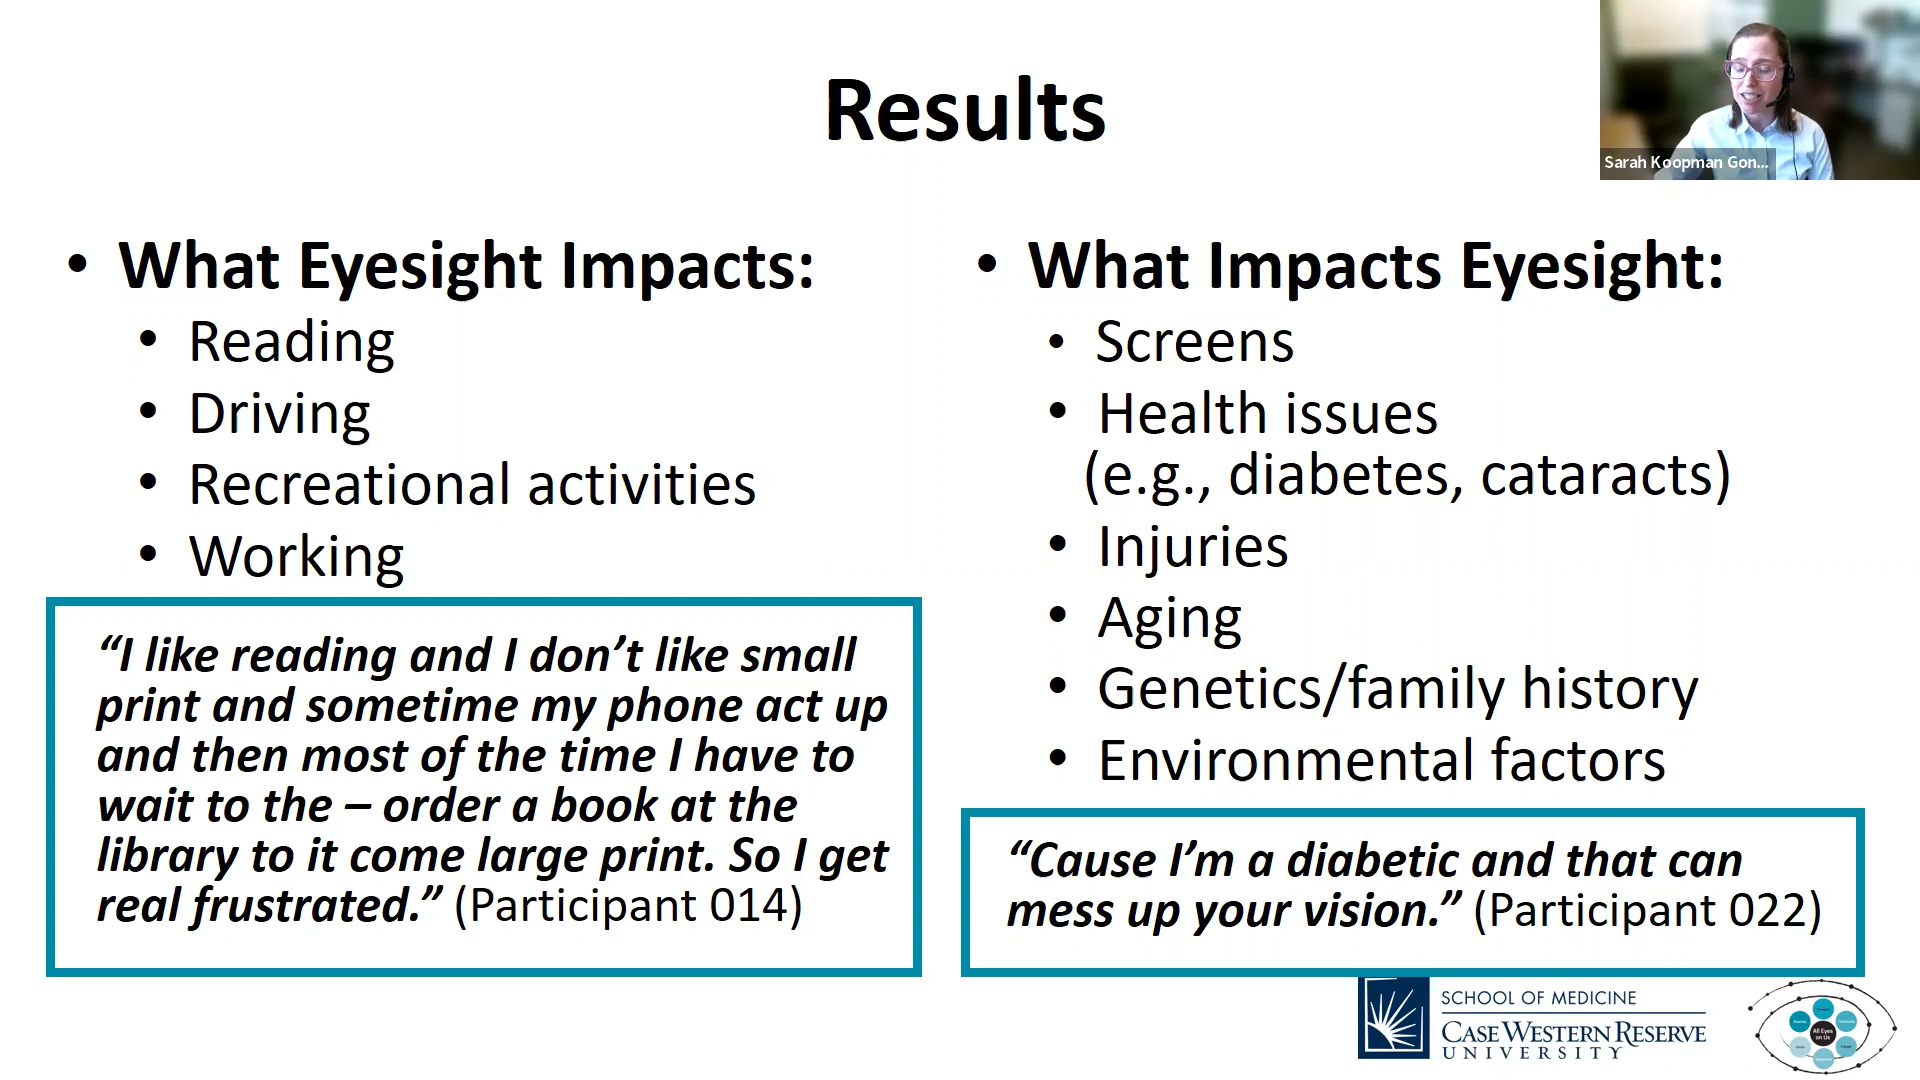 Results
Sarah Koopman Gon...
• What Eyesight Impacts:
• Reading
• Driving
• Recreational activities
• Working
“I like reading and I don’t like small
print and sometime my phone act up
and then most of the time I have to
wait to the – order a book at the
library to it come large print. So I get
real frustrated.” (Participant 014)
• What Impacts Eyesight:
• Screens
• Health issues
(e.g., diabetes, cataracts)
• Injuries
• Aging
• Genetics/family history
• Environmental factors
“Cause I’m a diabetic and that can
mess up your vision.” (Participant 022)
SCHOOL OF MEDICINE
CASE WESTERN RESERVE
UNIVERSITY
All Eyes
on Us